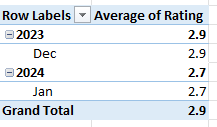 Row Labels Average of Rating
2023 2.9
Dec 2.9
2024 2.7
Jan 2.7
Grand Total 2.9